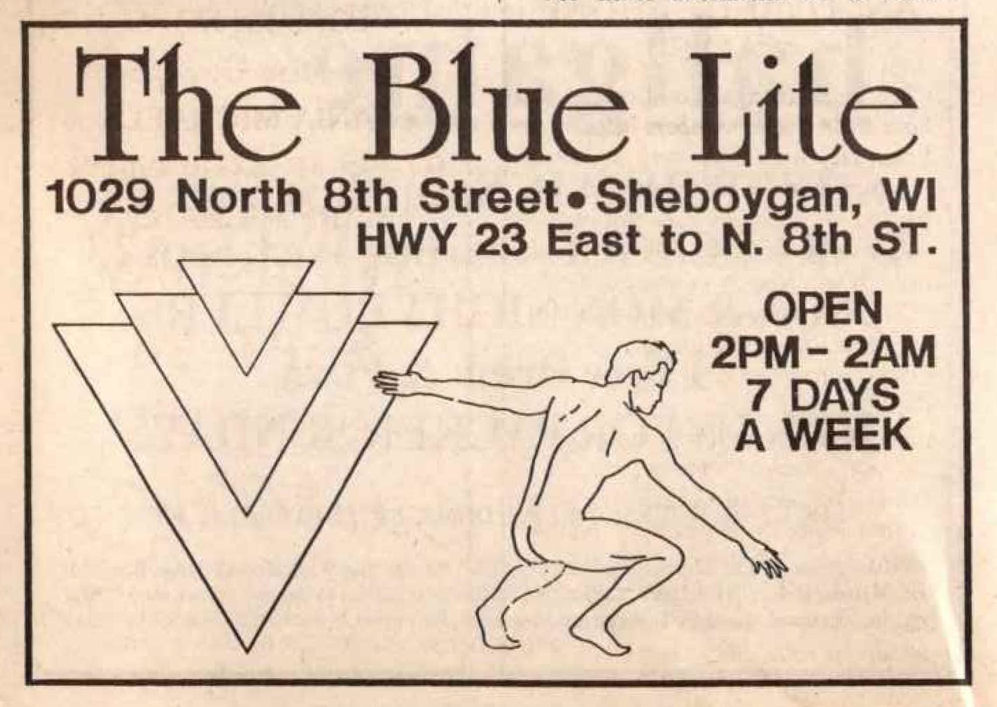 The Blue Lite
1029 North 8th Street • Sheboygan, WI
HWY 23 East to N. 8th ST.
OPEN
2PM - 2AM
7 DAYS
A WEEK